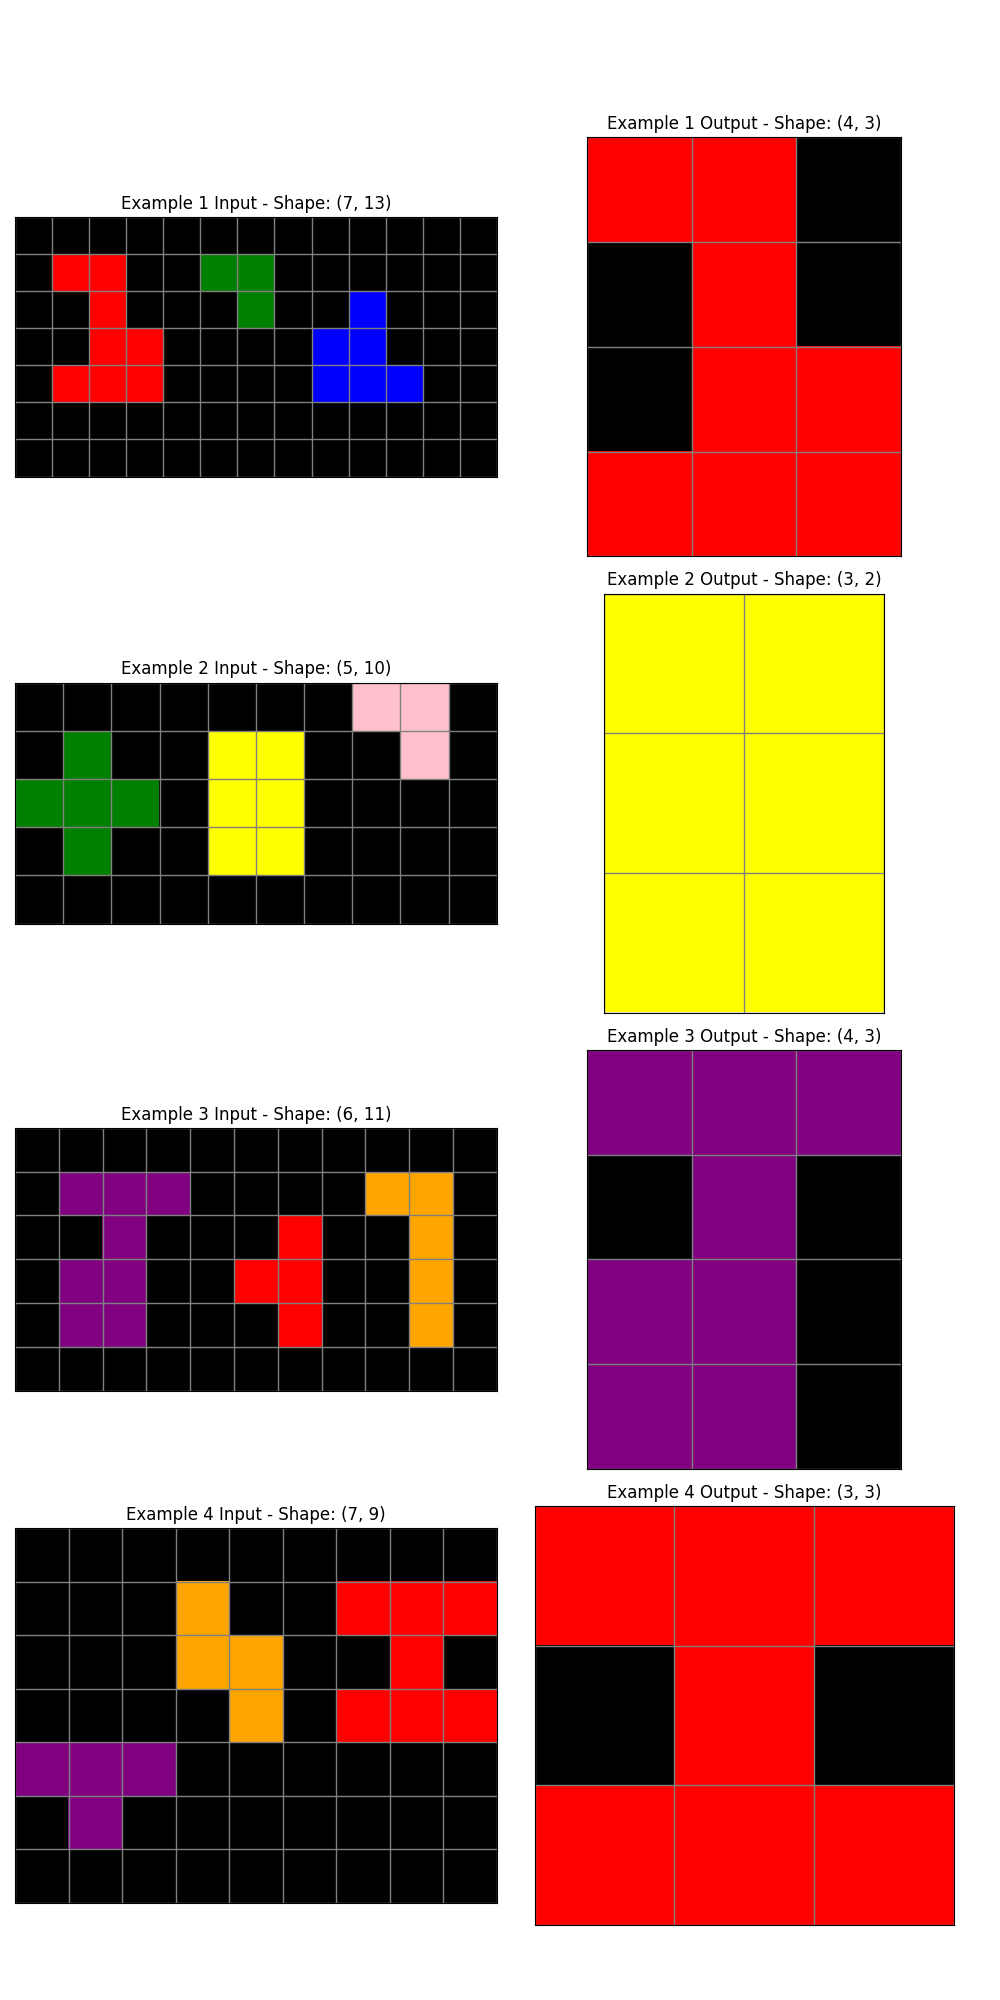 Example 1 Output - Shape: (4, 3)
Example 1 Input - Shape: (7, 13)
Example 2 Output - Shape: (3, 2)
Example 2 Input - Shape: (5, 10)
Example 3 Output - Shape: (4, 3)
Example 3 Input - Shape: (6, 11)
Example 4 Output - Shape: (3, 3)
Example 4 Input - Shape: (7, 9)